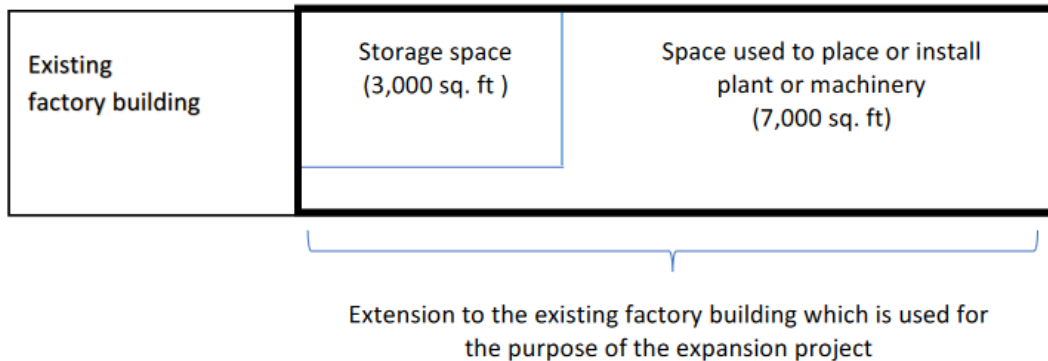 Existing
factory building
Storage space
(3,000 sq. ft )
Space used to place or install
plant or machinery
(7,000 sq. ft)
Extension to the existing factory building which is used for
the purpose of the expansion project